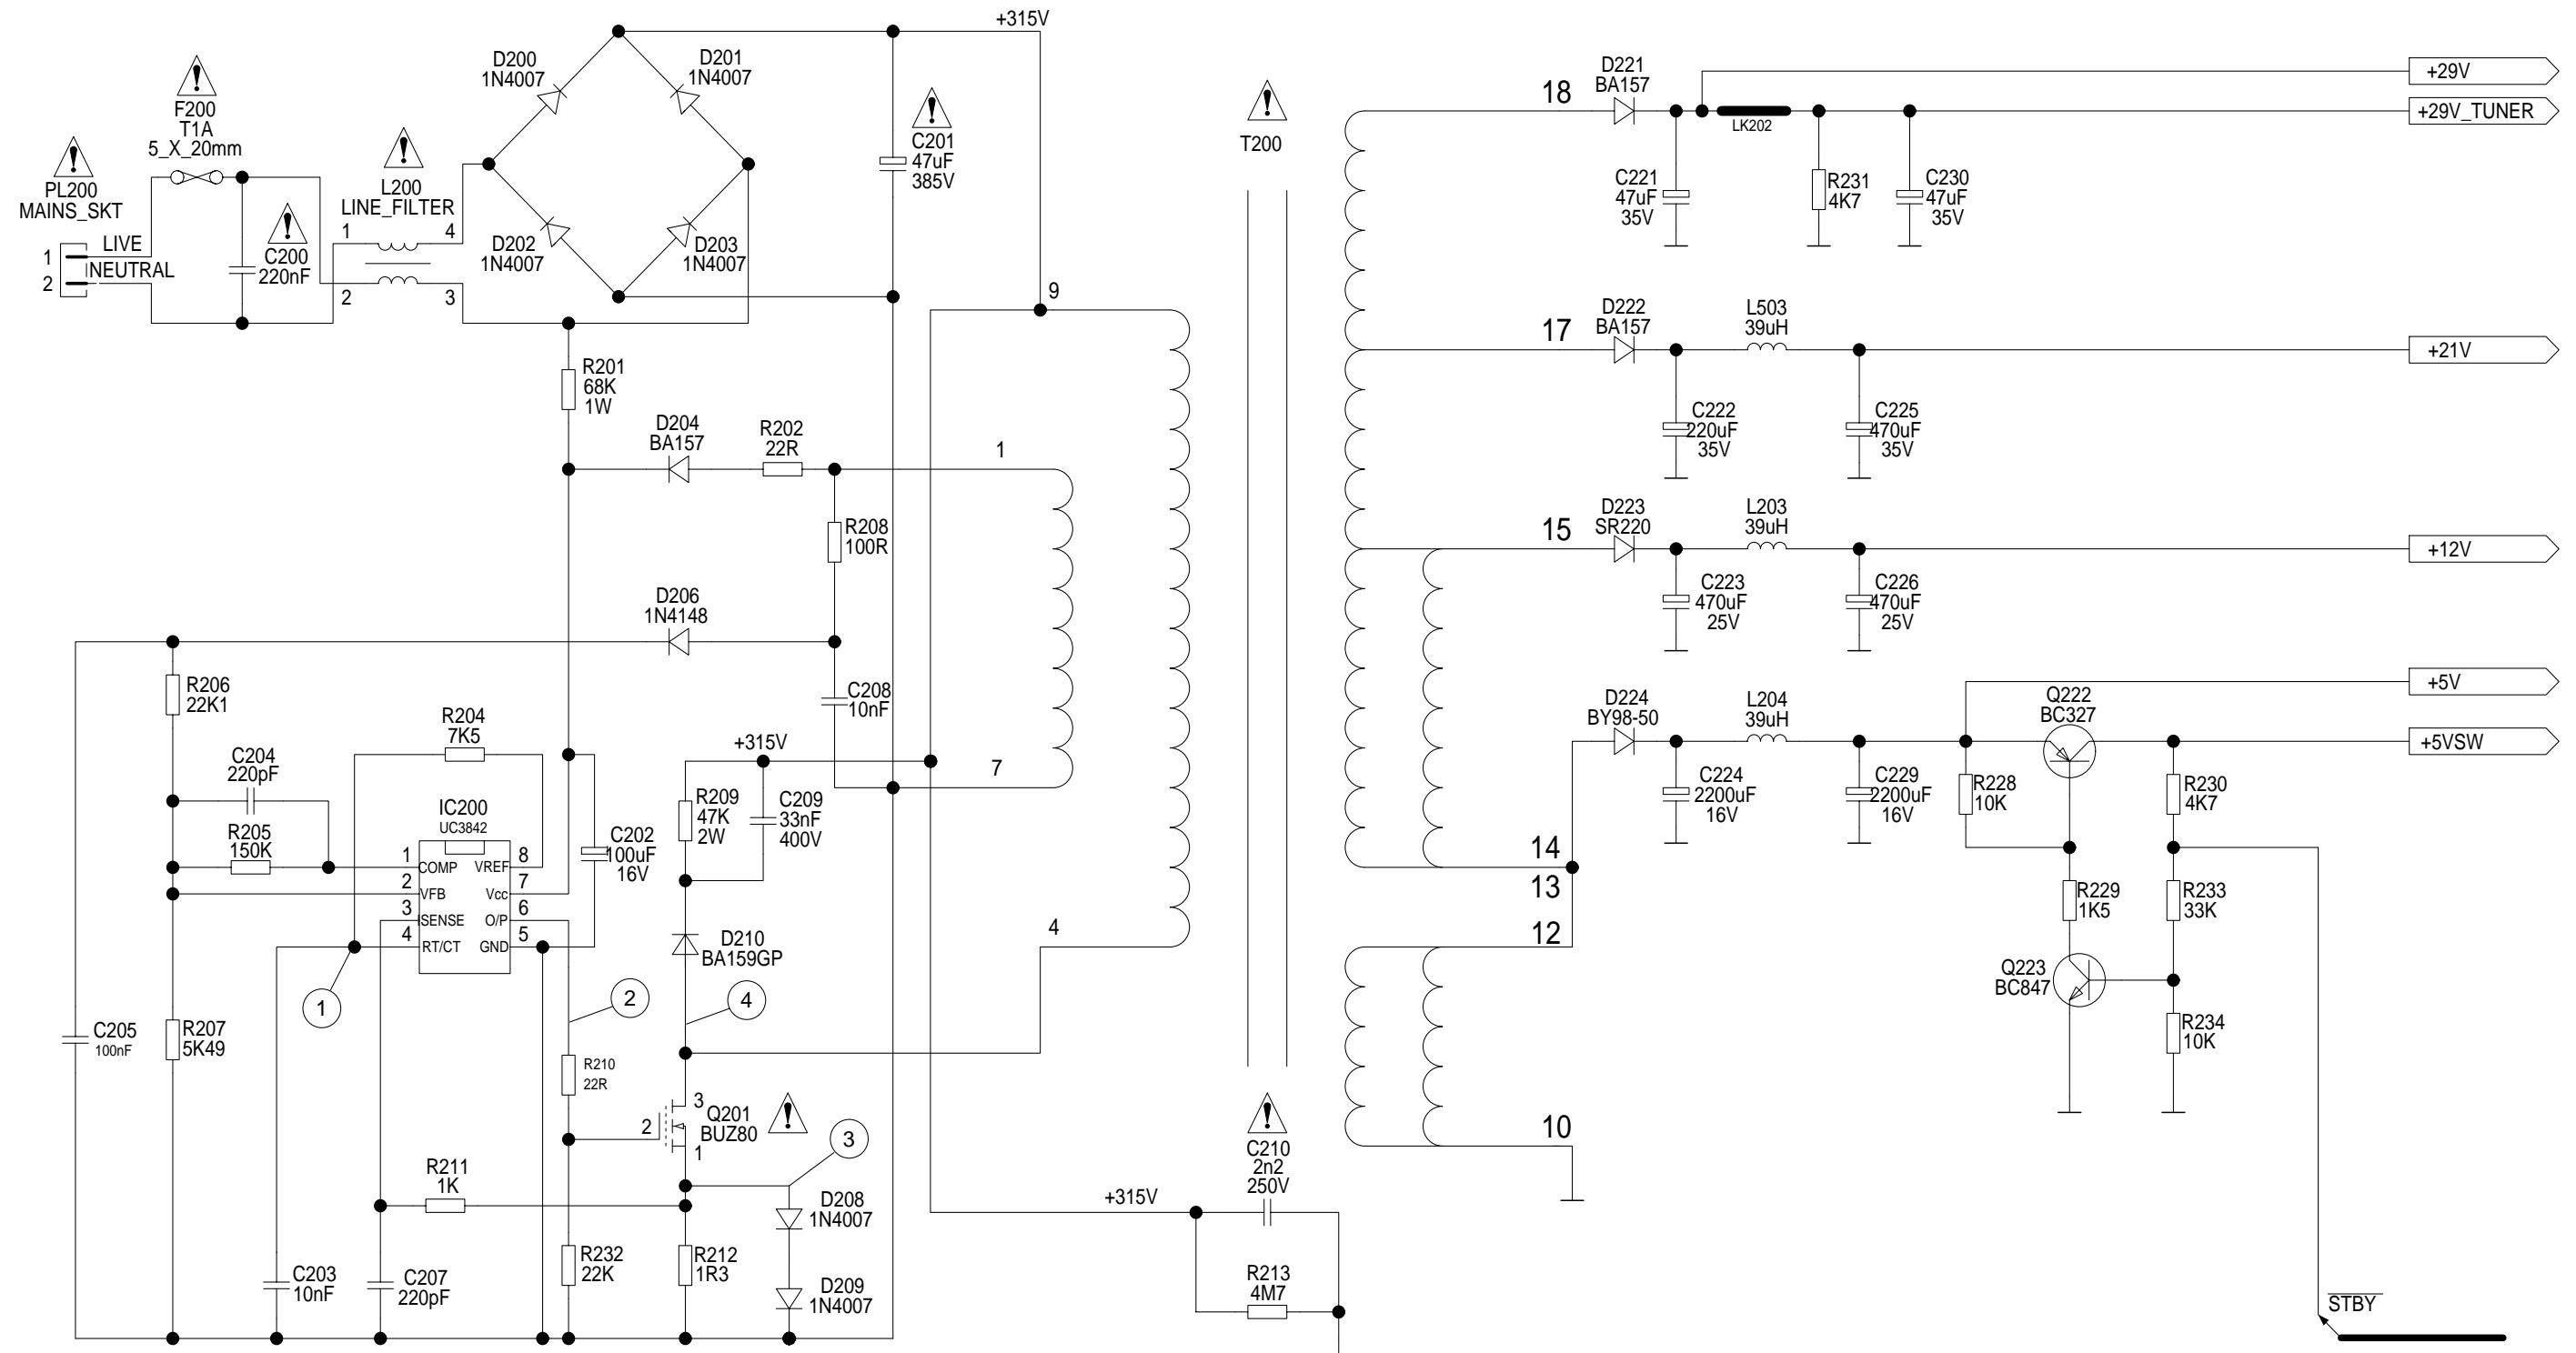 +315V
D200
1N4007
D201
1N4007
F200
T1A
5_X_20mm
PL200
MAINS_SKT
LIVE
NEUTRAL
1
2
C200
220nF
L200
LINE_FILTER
1
4
2
3
D202
1N4007
D203
1N4007
C201
47uF
385V
T200
9
R201
68K
1W
D204
BA157
R202
22R
1
R208
100R
D206
1N4148
R206
22K1
R204
7K5
C204
220pF
R205
150K
IC200
UC3842
1
COMP
VREF
8
2
VFB
Vcc
7
3
ISENSE
O/P
6
4
RT/CT
GND
5
C202
100uF
16V
C208
10nF
+315V
7
R209
47K
2W
C209
33nF
400V
D210
BA159GP
4
1
2
4
C205
100nF
R207
5K49
R210
22R
3
2
1
Q201
BUZ80
3
R211
1K
D208
1N4007
C203
10nF
C207
220pF
R232
22K
R212
1R3
D209
1N4007
+315V
C210
2n2
250V
R213
4M7
18
D221
BA157
LK202
+29V
+29V_TUNER
C221
47uF
35V
R231
4K7
C230
47uF
35V
17
D222
BA157
L503
39uH
+21V
C222
220uF
35V
C225
470uF
35V
15
D223
SR220
L203
39uH
+12V
C223
470uF
25V
C226
470uF
25V
D224
BY98-50
L204
39uH
Q222
BC327
+5V
+5VSW
C224
2200uF
16V
C229
2200uF
16V
R228
10K
R230
4K7
14
13
12
10
R229
1K5
R233
33K
Q223
BC847
R234
10K
STBY